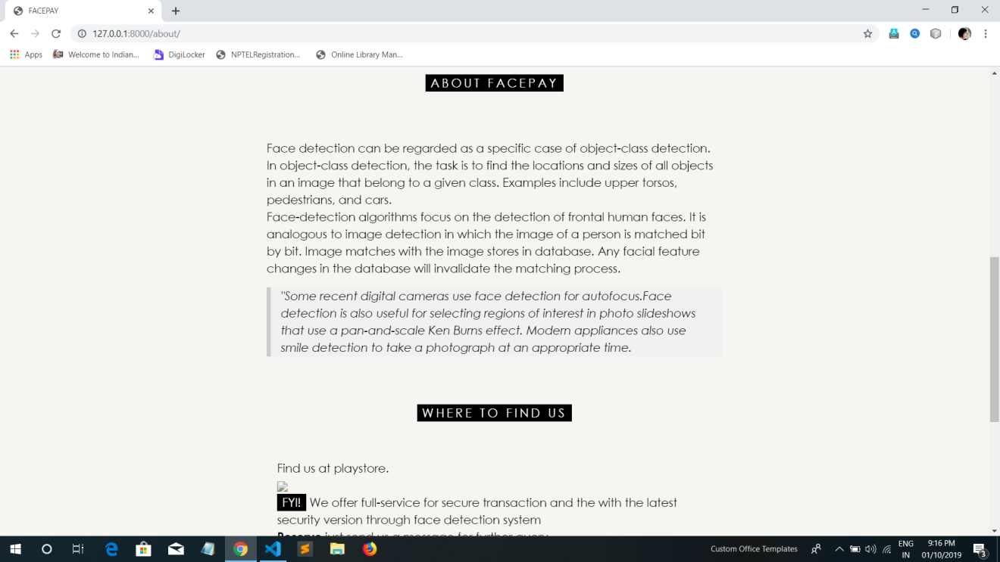 FACEPAY
127.0.0.1:8000/about/
Apps Welcome to Indian... DigiLocker NPTELRegistration... Online Library Man...
ABOUT FACEPAY
Face detection can be regarded as a specific case of object-class detection.
In object-class detection, the task is to find the locations and sizes of all objects
in an image that belong to a given class. Examples include upper torsos,
pedestrians, and cars.
Face-detection algorithms focus on the detection of frontal human faces. It is
analogous to image detection in which the image of a person is matched bit
by bit. Image matches with the image stores in database. Any facial feature
changes in the database will invalidate the matching process.
"Some recent digital cameras use face detection for autofocus.Face
detection is also useful for selecting regions of interest in photo slideshows
that use a pan-and-scale Ken Burns effect. Modern appliances also use
smile detection to take a photograph at an appropriate time.
WHERE TO FIND US
Find us at playstore.
FYI! We offer full-service for secure transaction and the with the latest
security version through face detection system
Reserve just send us a message for further query
Custom Office Templates
ENG
IN
9:16 PM
01/10/2019
3